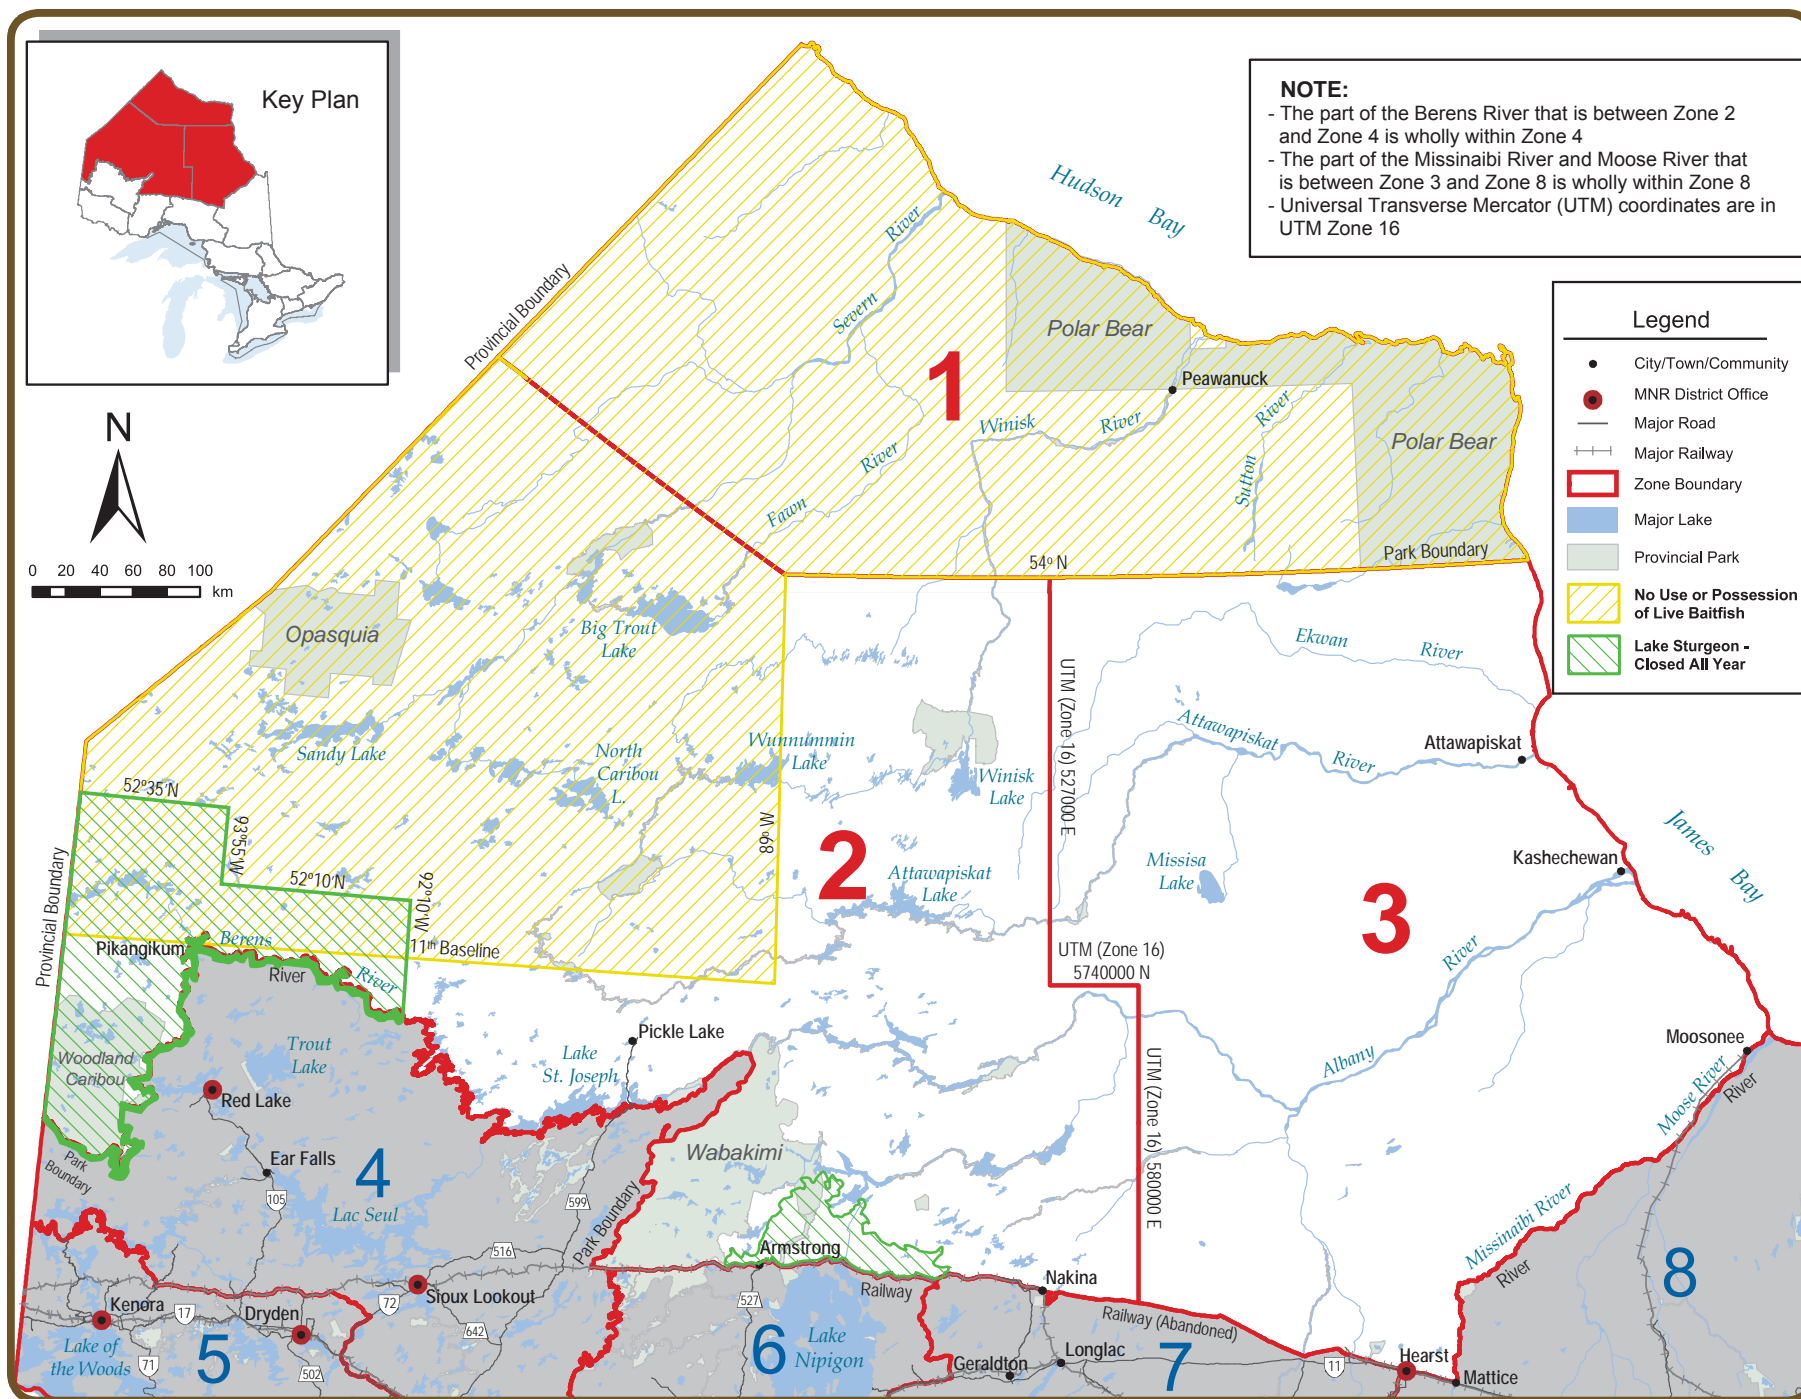 Key Plan
NOTE:
- The part of the Berens River that is between Zone 2
and Zone 4 is wholly within Zone 4
- The part of the Missinaibi River and Moose River that
is between Zone 3 and Zone 8 is wholly within Zone 8
- Universal Transverse Mercator (UTM) coordinates are in
UTM Zone 16
Legend
City/Town/Community
MNR District Office
Major Road
Major Railway
Zone Boundary
Major Lake
Provincial Park
No Use or Possession
of Live Baitfish
Lake Sturgeon -
Closed All Year
N
0 20 40 60 80 100
km
Hudson Bay
Provincial Boundary
Severn River
Polar Bear
1
Peawanuck
Winisk River
River
Sutton
Polar Bear
Fawn River
54º N
Park Boundary
Opasquia
Big Trout
Lake
Ekwan River
UTM (Zone 16) 527000 E
Sandy Lake
North
Caribou
L.
Wunnummin
Lake
Winisk
Lake
Attawapiskat River
Attawapiskat
52º35'N
93º55'W
89º W
52º10'N
92º10'W
2
Attawapiskat
Lake
Missisa
Lake
3
Kashechewan
James Bay
Provincial Boundary
Pikangikum
Berens
River
River
11th Baseline
UTM (Zone 16)
5740000 N
River
Albany
Moosonee
Moose River
River
Woodland
Caribou
Trout
Lake
Red Lake
Lake
St. Joseph
Pickle Lake
UTM (Zone 16) 580000 E
Park
Boundary
Ear Falls
4
105
Lac Seul
599
Wabakimi
Park Boundary
516
Armstrong
Missinaibi River
River
8
Kenora
17
Dryden
72
Sioux Lookout
642
527
Railway
Nakina
Railway (Abandoned)
Lake of
the Woods
71
5
502
6
Lake
Nipigon
Geraldton
Longlac
7
11
Hearst
Mattice